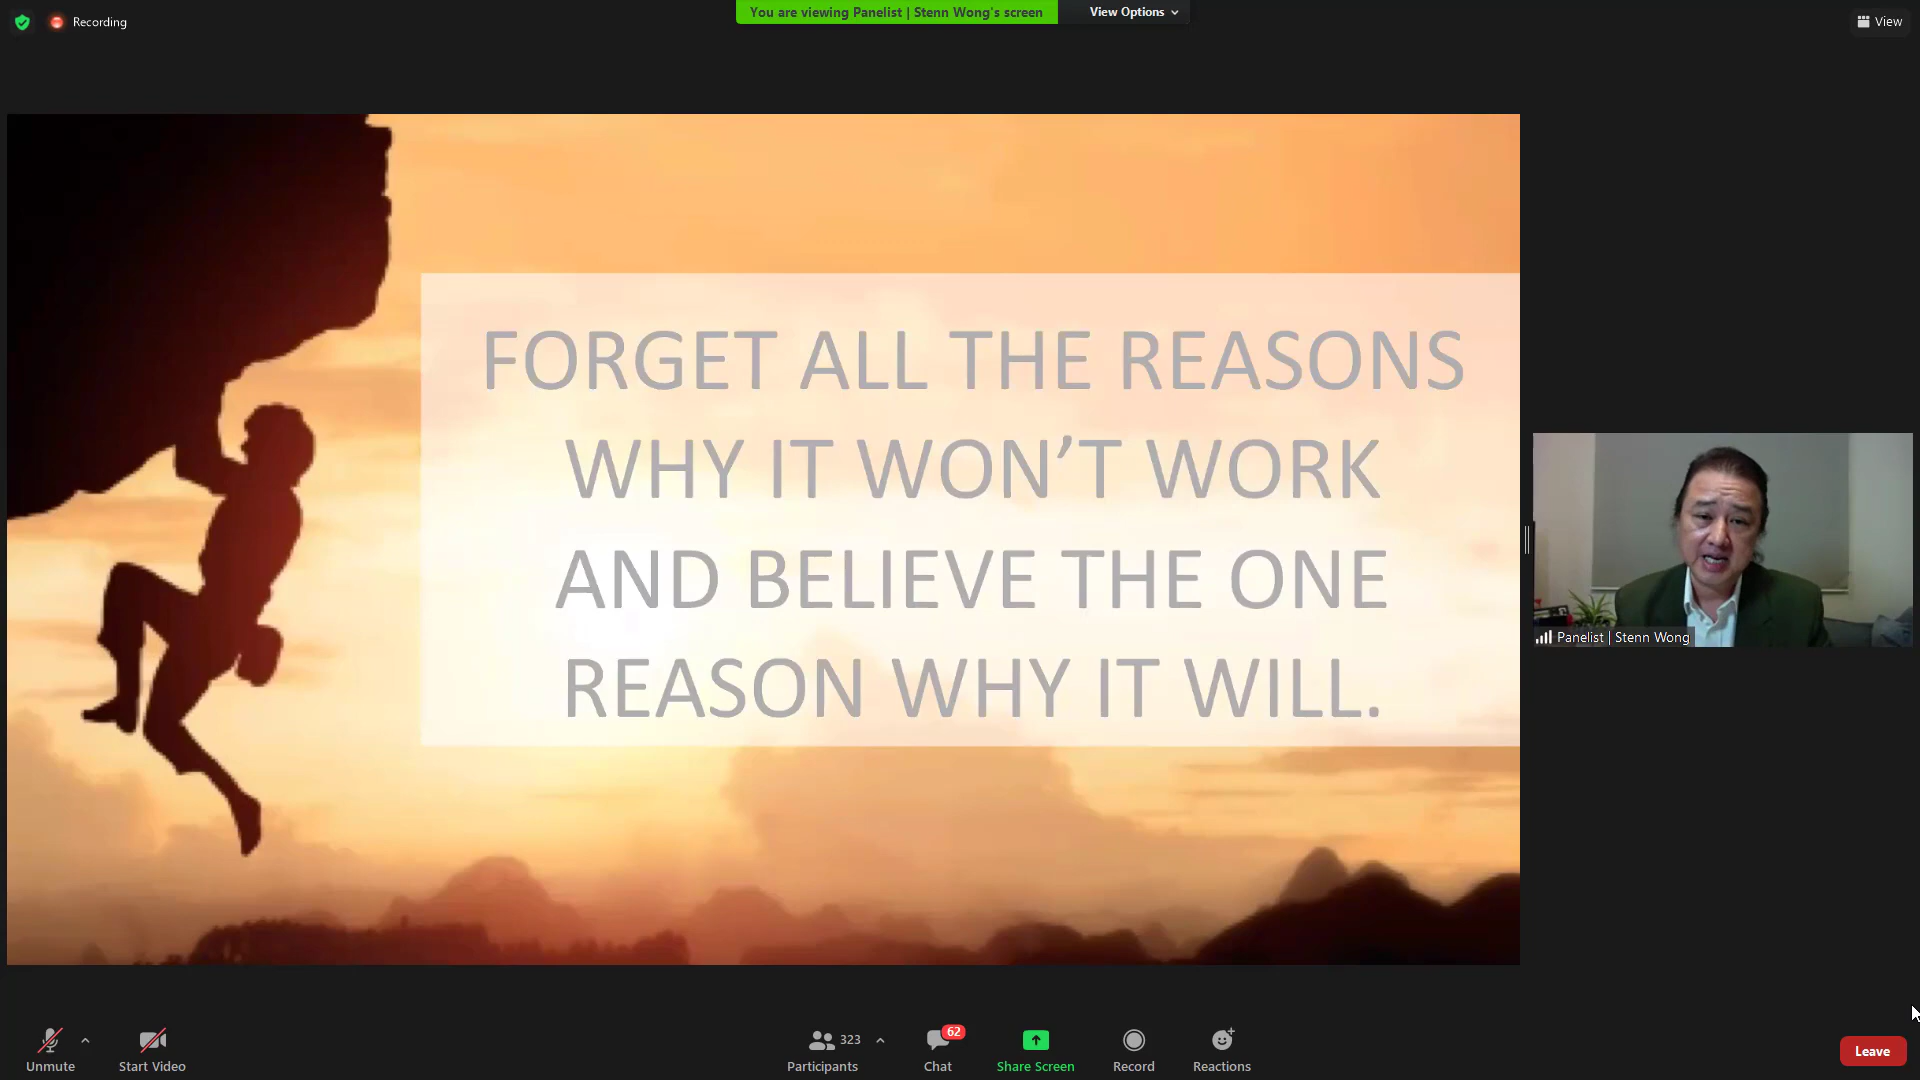 Recording
You are viewing Panelist | Stenn Wong's screen
View Options
View
FORGET ALL THE REASONS
WHY IT WON’T WORK
AND BELIEVE THE ONE
REASON WHY IT WILL.
Panelist | Stenn Wong
Unmute
Start Video
323
Participants
62
Chat
Share Screen
Record
Reactions
Leave